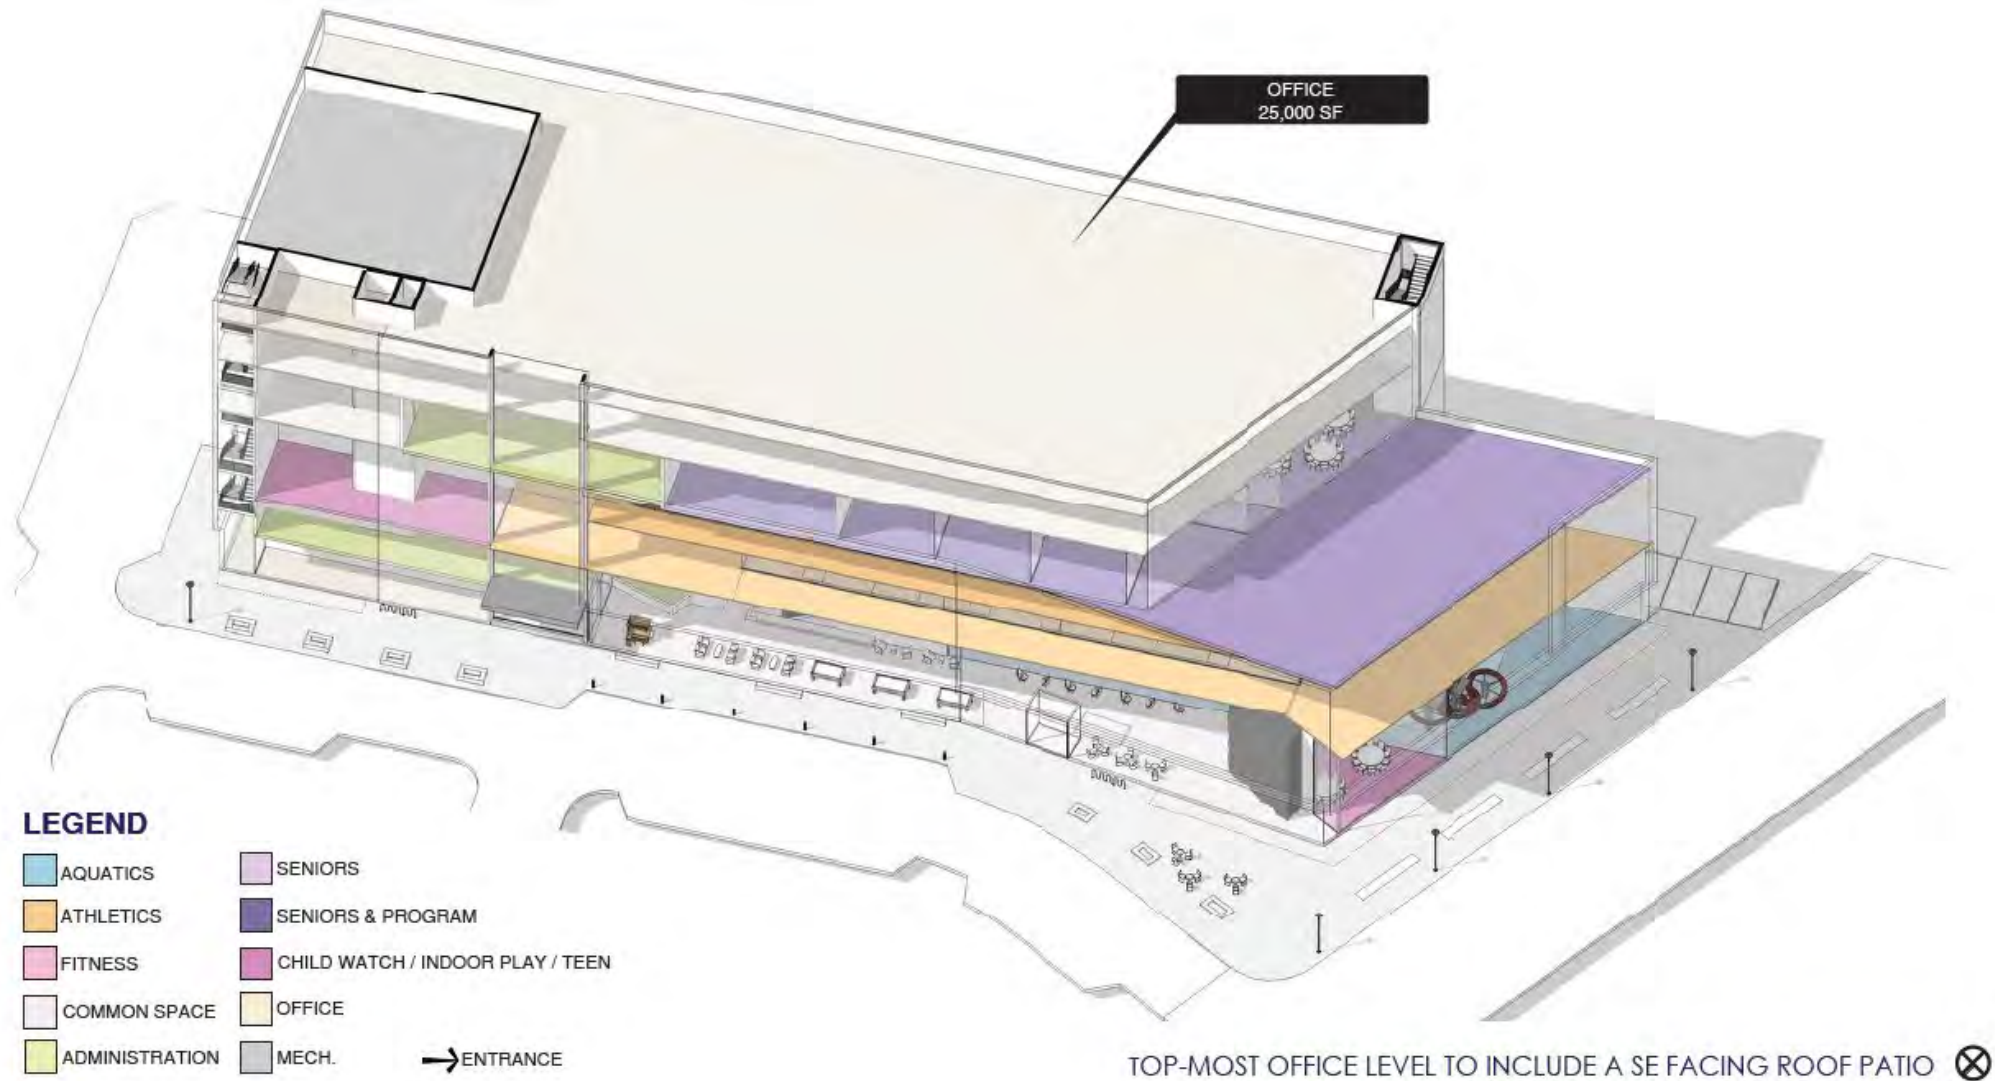 OFFICE
25,000 SF
LEGEND
AQUATICS
ATHLETICS
FITNESS
COMMON SPACE
ADMINISTRATION
SENIORS
SENIORS & PROGRAM
CHILD WATCH / INDOOR PLAY / TEEN
OFFICE
MECH.
ENTRANCE
TOP-MOST OFFICE LEVEL TO INCLUDE A SE FACING ROOF PATIO